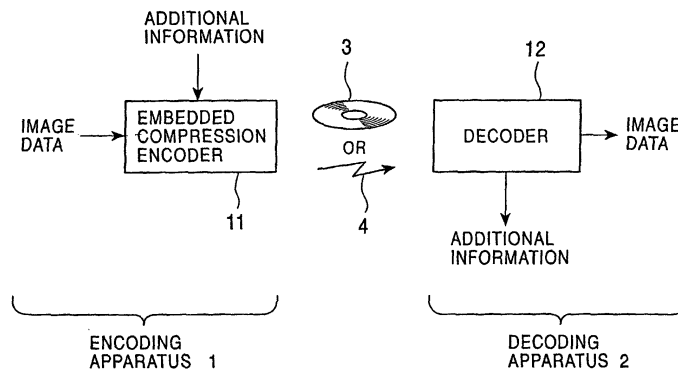 ADDITIONAL
INFORMATION
3
12
IMAGE
DATA
EMBEDDED
COMPRESSION
ENCODER
OR
DECODER
IMAGE
DATA
11
4
ADDITIONAL
INFORMATION
ENCODING
APPARATUS 1
DECODING
APPARATUS 2